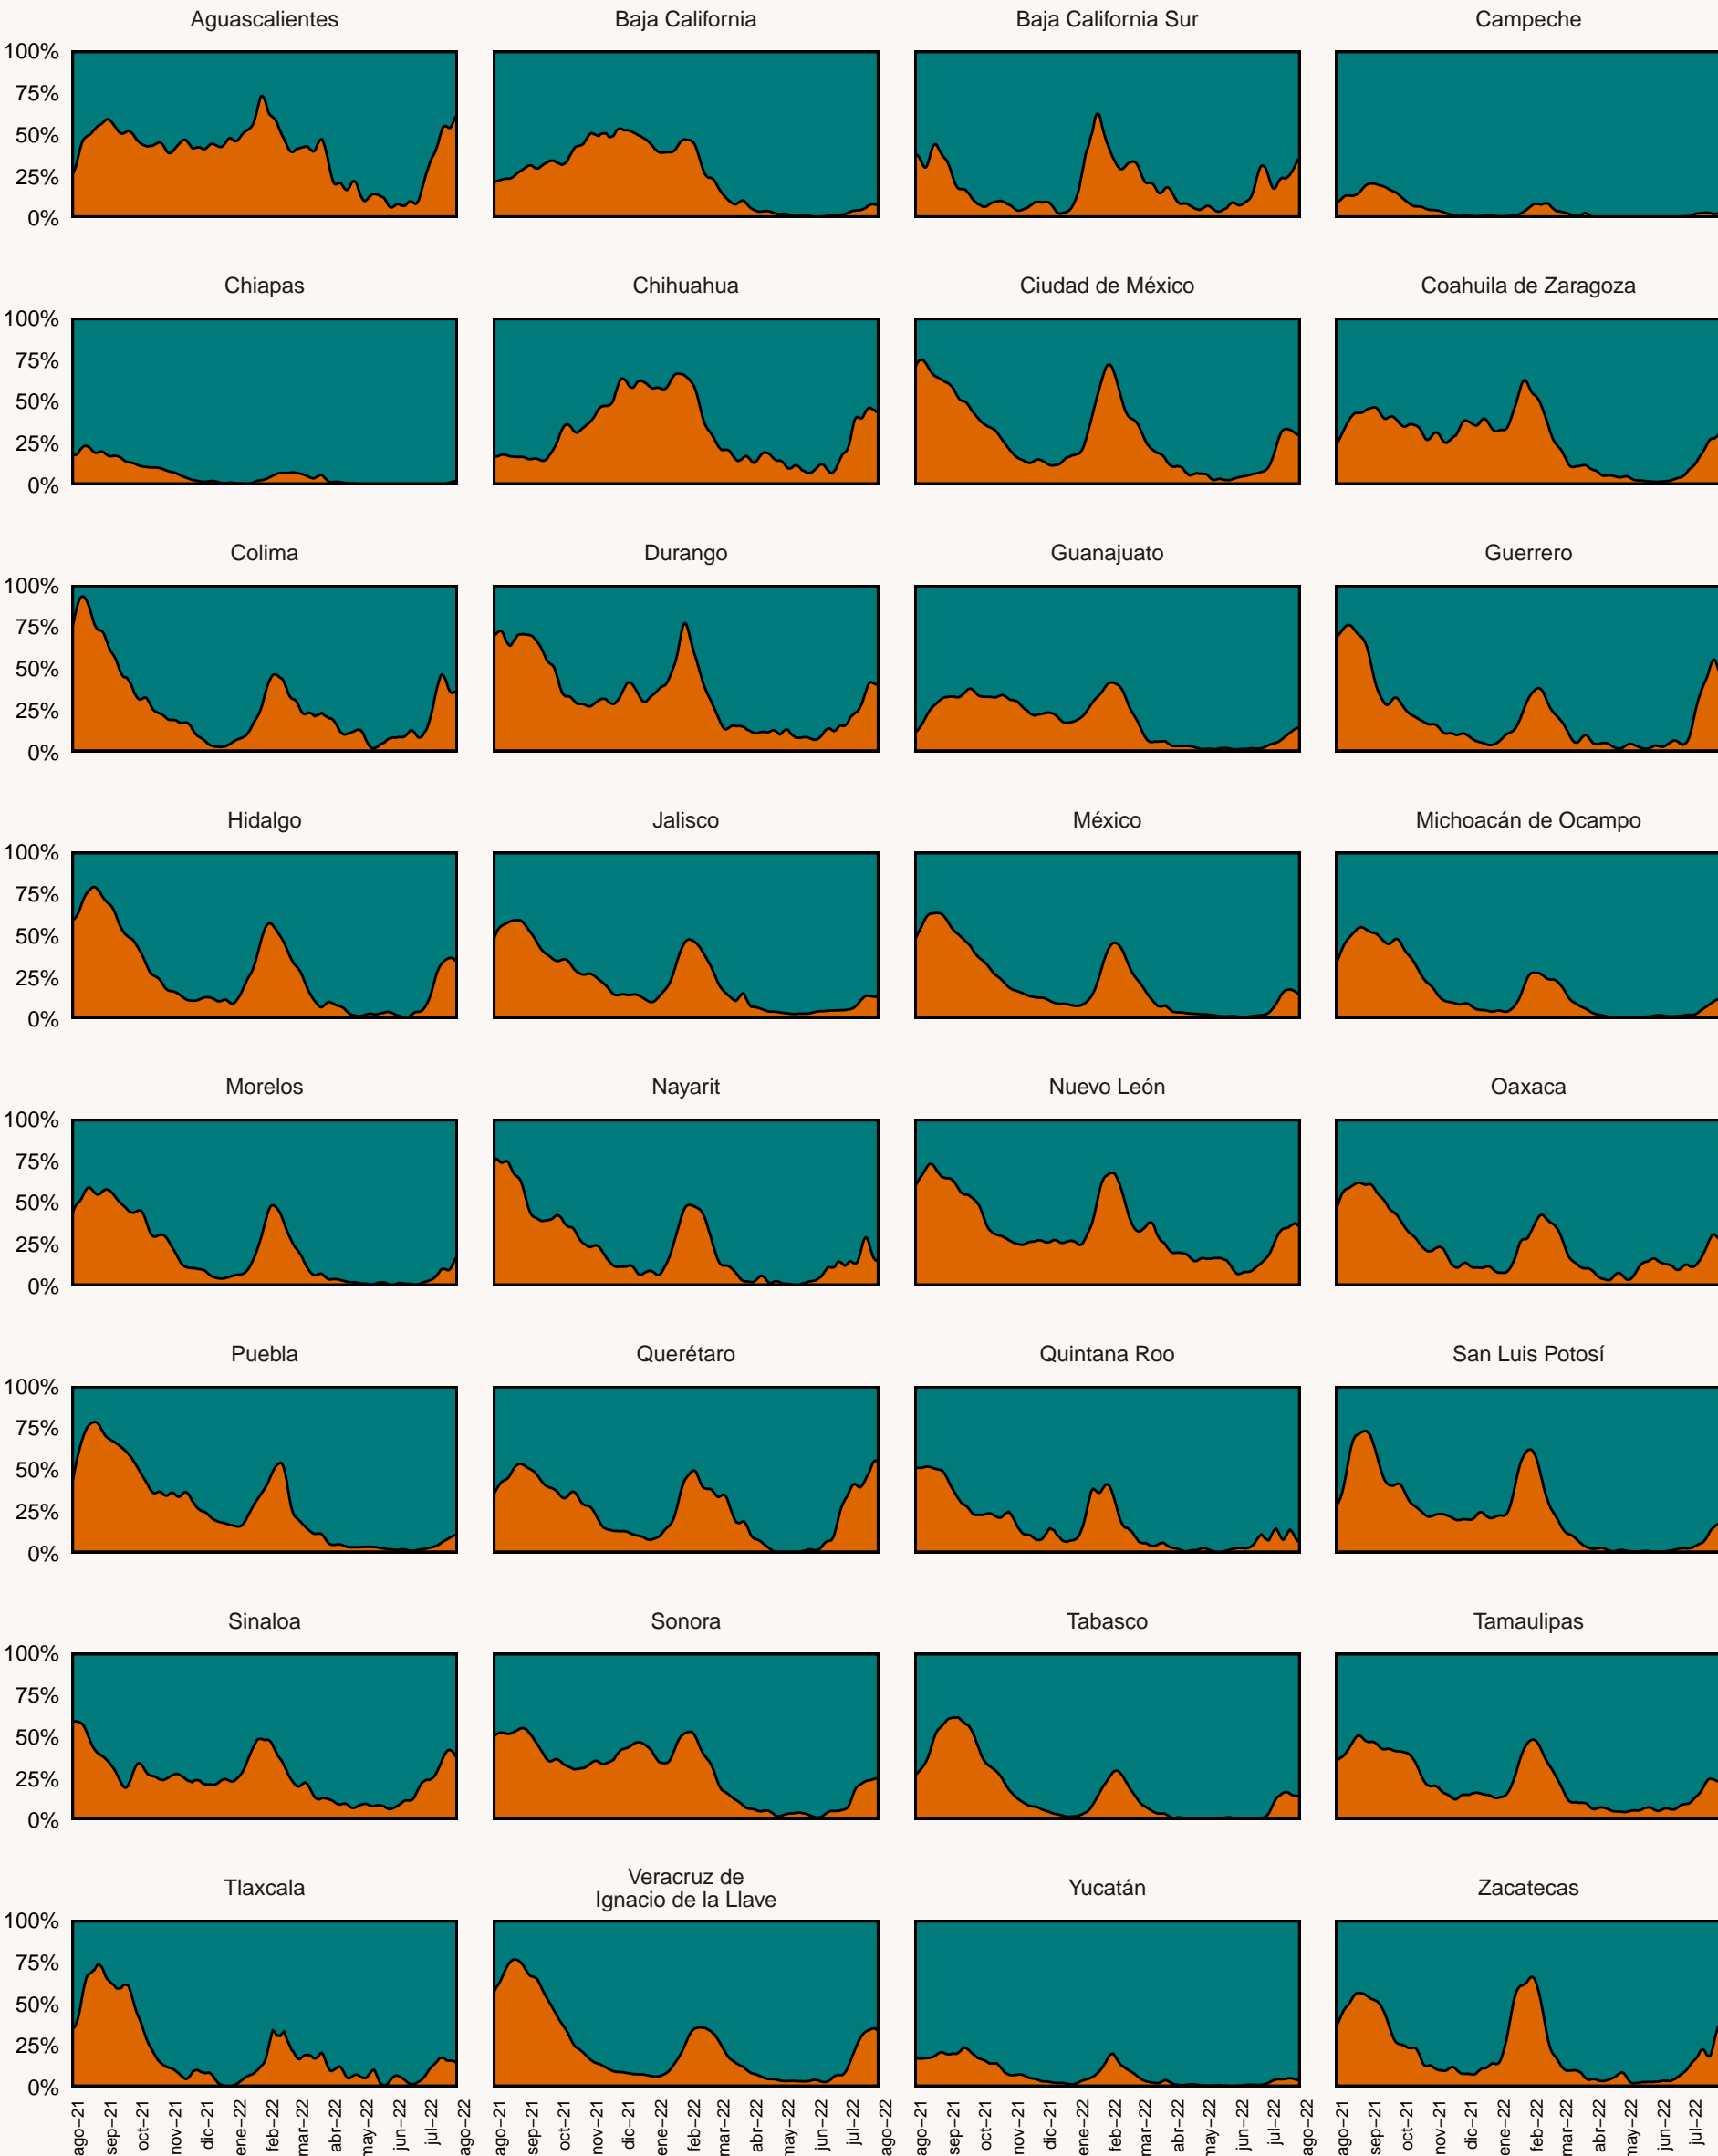 Aguascalientes
Baja California
Baja California Sur
Campeche
100%
75%
50%
25%
0%
Chiapas
Chihuahua
Ciudad de México
Coahuila de Zaragoza
100%
75%
50%
25%
0%
Colima
Durango
Guanajuato
Guerrero
100%
75%
50%
25%
0%
Hidalgo
Jalisco
México
Michoacán de Ocampo
100%
75%
50%
25%
0%
Morelos
Nayarit
Nuevo León
Oaxaca
100%
75%
50%
25%
0%
Puebla
Querétaro
Quintana Roo
San Luis Potosí
100%
75%
50%
25%
0%
Sinaloa
Sonora
Tabasco
Tamaulipas
100%
75%
50%
25%
0%
Tlaxcala
Veracruz de
Ignacio de la Llave
Yucatán
Zacatecas
100%
75%
50%
25%
0%
ago−21
sep−21
oct−21
nov−21
dic−21
ene−22
feb−22
mar−22
abr−22
may−22
jun−22
jul−22
ago−22
ago−21
sep−21
oct−21
nov−21
dic−21
ene−22
feb−22
mar−22
abr−22
may−22
jun−22
jul−22
ago−22
ago−21
sep−21
oct−21
nov−21
dic−21
ene−22
feb−22
mar−22
abr−22
may−22
jun−22
jul−22
ago−22
ago−21
sep−21
oct−21
nov−21
dic−21
ene−22
feb−22
mar−22
abr−22
may−22
jun−22
jul−22